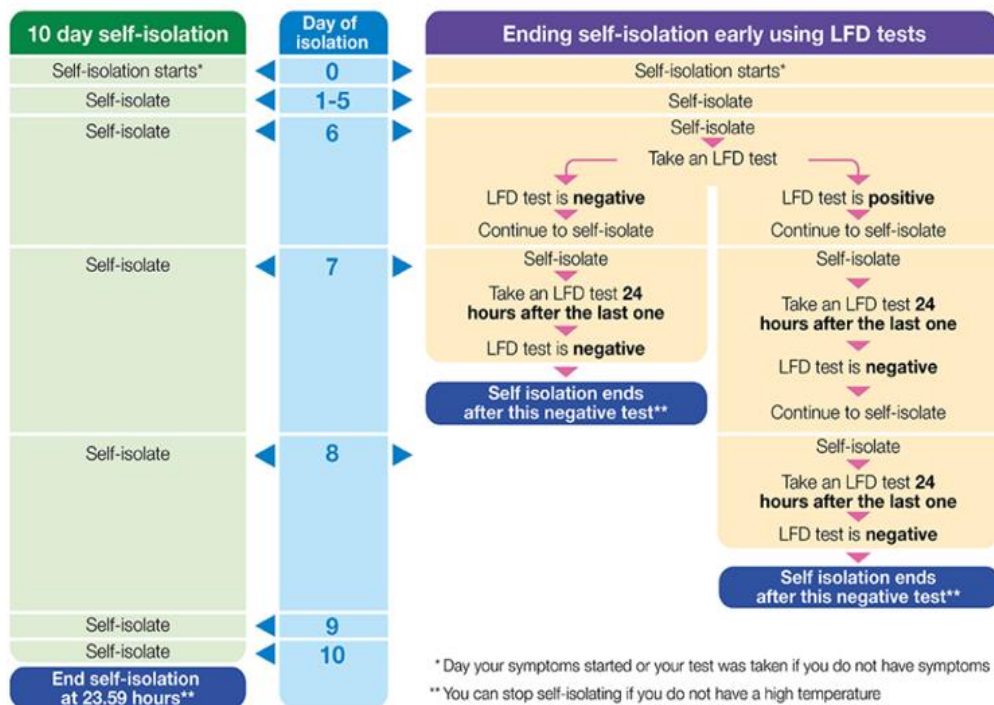 10 day self-isolation
Day of
isolation
Ending self-isolation early using LFD tests
Self-isolation starts*
0
Self-isolation starts*
Self-isolate
1-5
Self-isolate
Self-isolate
6
Self-isolate
Take an LFD test
LFD test is negative
LFD test is positive
Continue to self-isolate
Continue to self-isolate
Self-isolate
7
Self-isolate
Self-isolate
Take an LFD test 24
hours after the last one
LFD test is negative
Self isolation ends
after this negative test**
Take an LFD test 24
hours after the last one
LFD test is negative
Continue to self-isolate
Self-isolate
8
Self-isolate
Take an LFD test 24
hours after the last one
LFD test is negative
Self isolation ends
after this negative test**
Self-isolate
9
Self-isolate
10
End self-isolation
at 23.59 hours**
* Day your symptoms started or your test was taken if you do not have symptoms
** You can stop self-isolating if you do not have a high temperature